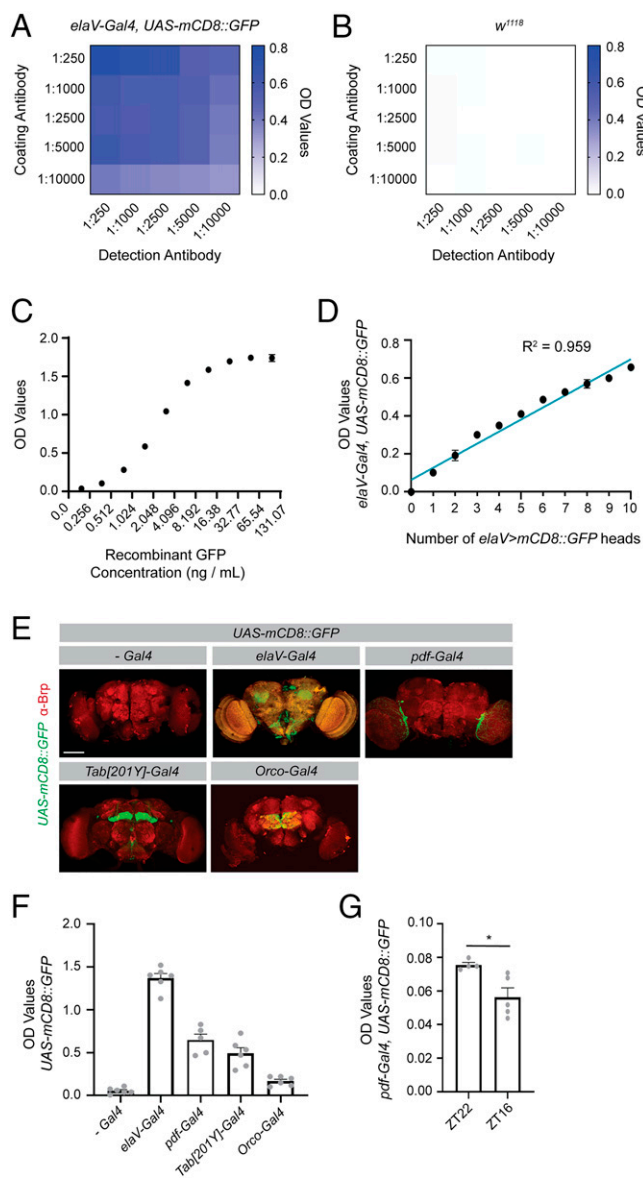 A
elaV-Gal4, UAS-mCD8::GFP
Coating Antibody
1:250
1:1000
1:2500
1:5000
1:10000
0.8
0.6
0.4
0.2
0.0
OD Values
1:250
1:1000
1:2500
1:5000
1:10000
Detection Antibody
B
w1118
Coating Antibody
1:250
1:1000
1:2500
1:5000
1:10000
0.8
0.6
0.4
0.2
0.0
OD Values
1:250
1:1000
1:2500
1:5000
1:10000
Detection Antibody
C
OD Values
2.0
1.5
1.0
0.5
0.0
0.0
0.256
0.512
1.024
2.048
4.096
8.192
16.38
32.77
65.54
131.07
Recombinant GFP
Concentration (ng / mL)
D
OD Values
elaV-Gal4, UAS-mCD8::GFP
0.8
0.6
0.4
0.2
0.0
R2 = 0.959
0 1 2 3 4 5 6 7 8 9 10
Number of elaV>mCD8::GFP heads
E
UAS-mCD8::GFP α-Brp
UAS-mCD8::GFP
- Gal4
elaV-Gal4
pdf-Gal4
Tab[201Y]-Gal4
Orco-Gal4
F
OD Values
UAS-mCD8::GFP
2.0
1.5
1.0
0.5
0.0
- Gal4
elaV-Gal4
pdf-Gal4
Tab[201Y]-Gal4
Orco-Gal4
G
OD Values
pdf-Gal4, UAS-mCD8::GFP
0.10
0.08
0.06
0.04
0.02
0.00
*
ZT22
ZT16